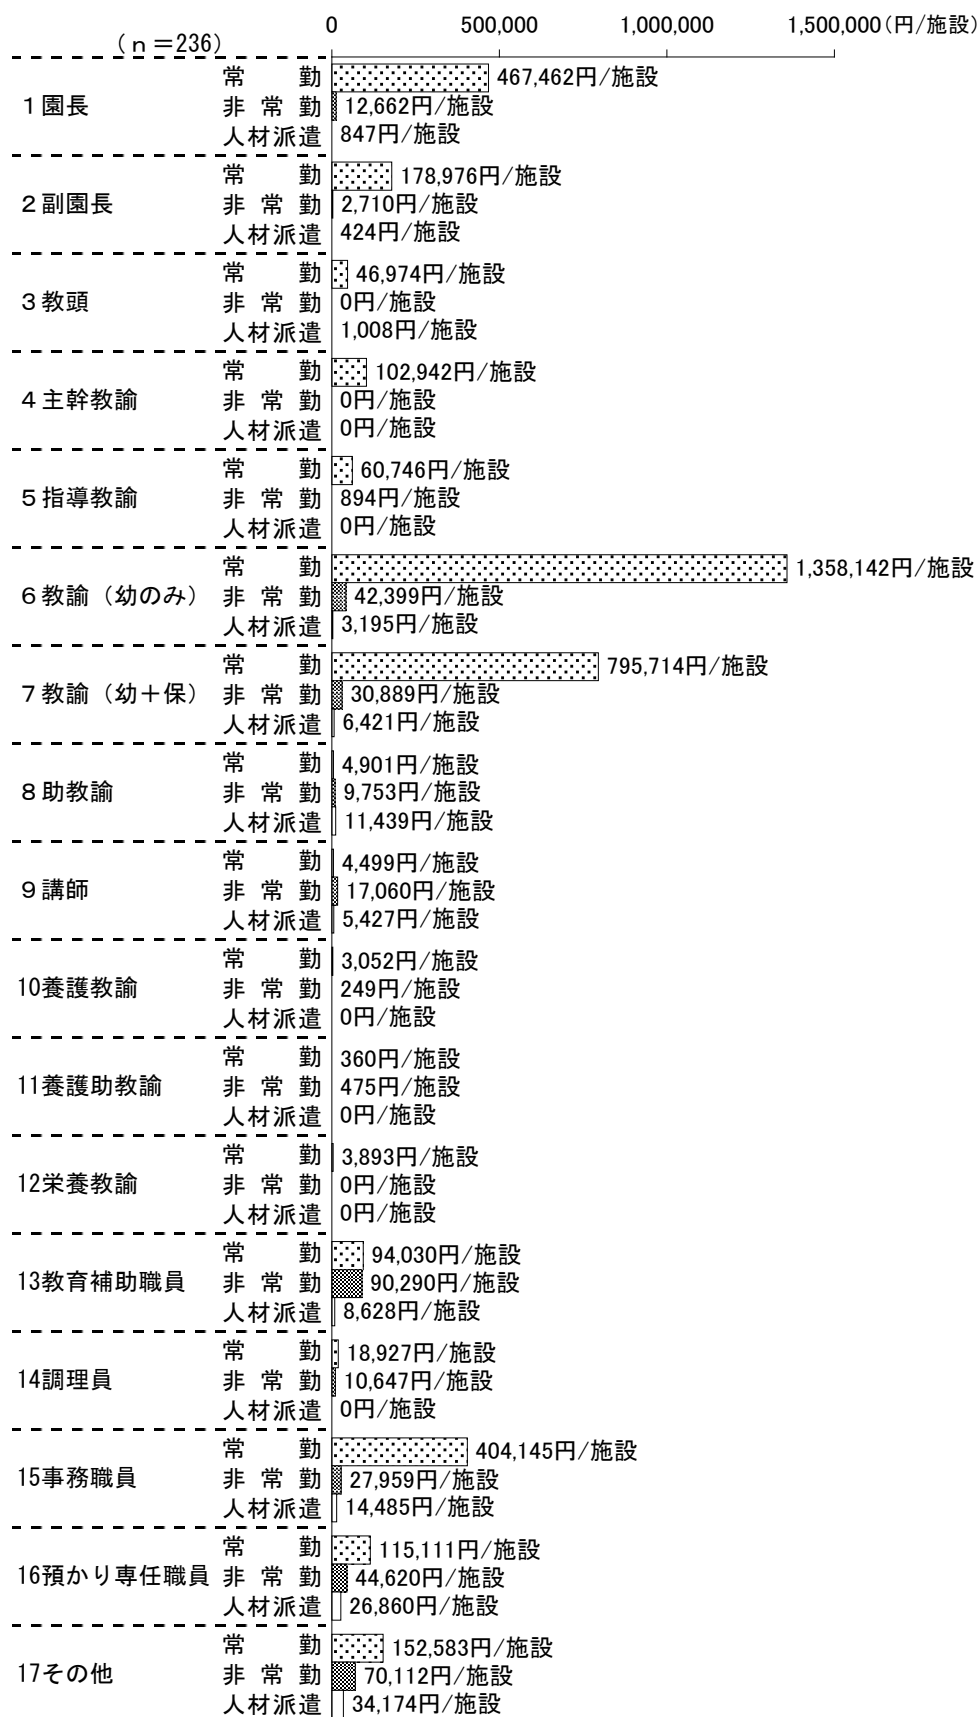 0 500,000 1,000,000 1,500,000(円/施設)
(n=236)
常 勤 467,462円/施設
1園長 非常勤 12,662円/施設
人材派遣 847円/施設
常 勤 178,976円/施設
2副園長 非常勤 2,710円/施設
人材派遣 424円/施設
常 勤 46,974円/施設
3教頭 非常勤 0円/施設
人材派遣 1,008円/施設
常 勤 102,942円/施設
4主幹教諭 非常勤 0円/施設
人材派遣 0円/施設
常 勤 60,746円/施設
5指導教諭 非常勤 894円/施設
人材派遣 0円/施設
常 勤 1,358,142円/施設
6教諭(幼のみ) 非常勤 42,399円/施設
人材派遣 3,195円/施設
常 勤 795,714円/施設
7教諭(幼+保) 非常勤 30,889円/施設
人材派遣 6,421円/施設
常 勤 4,901円/施設
8助教諭 非常勤 9,753円/施設
人材派遣 11,439円/施設
常 勤 4,499円/施設
9講師 非常勤 17,060円/施設
人材派遣 5,427円/施設
常 勤 3,052円/施設
10養護教諭 非常勤 249円/施設
人材派遣 0円/施設
常 勤 360円/施設
11養護助教諭 非常勤 475円/施設
人材派遣 0円/施設
常 勤 3,893円/施設
12栄養教諭 非常勤 0円/施設
人材派遣 0円/施設
常 勤 94,030円/施設
13教育補助職員 非常勤 90,290円/施設
人材派遣 8,628円/施設
常 勤 18,927円/施設
14調理員 非常勤 10,647円/施設
人材派遣 0円/施設
常 勤 404,145円/施設
15事務職員 非常勤 27,959円/施設
人材派遣 14,485円/施設
常 勤 115,111円/施設
16預かり専任職員 非常勤 44,620円/施設
人材派遣 26,860円/施設
常 勤 152,583円/施設
17その他 非常勤 70,112円/施設
人材派遣 34,174円/施設